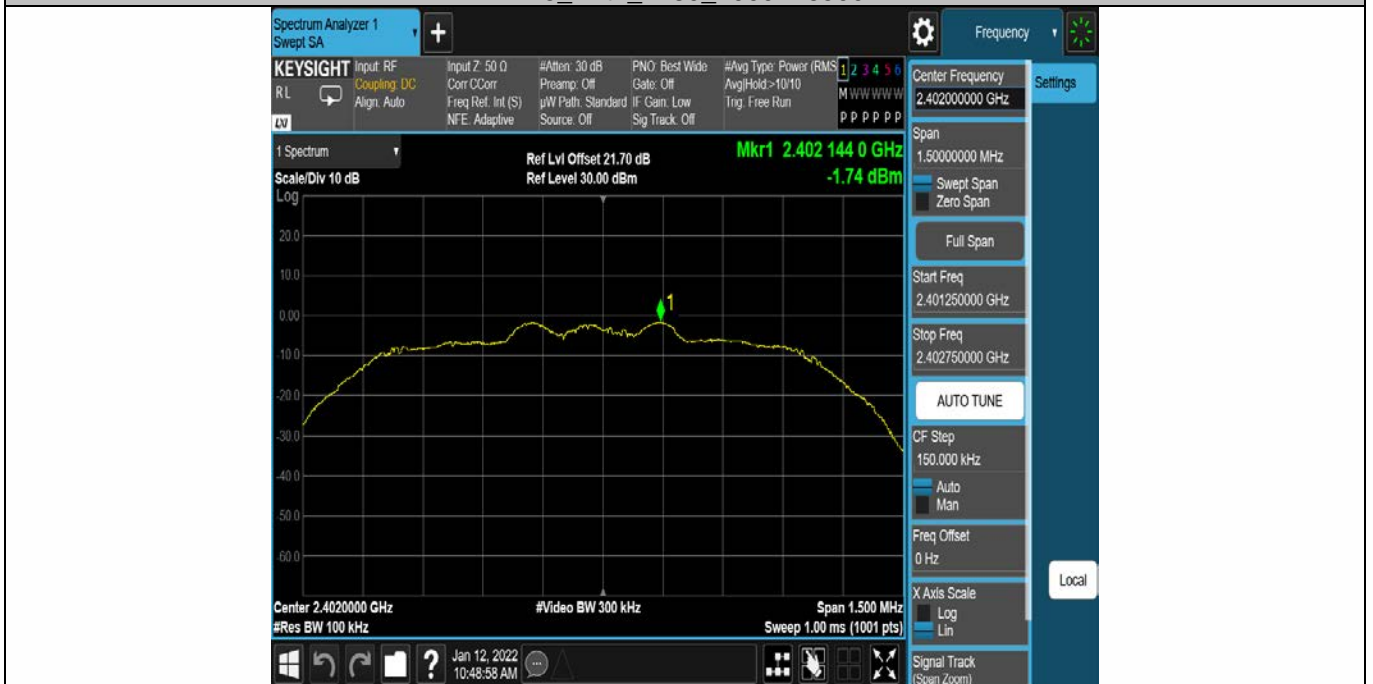 Spectrum Analyzer 1
Swept SA
+
Frequency
KEYSIGHT
RL
LXI
Input: RF
Coupling: DC
Align: Auto
Input Z: 50 Ω
Corr CCorr
Freq Ref: Int (S)
NFE: Adaptive
#Atten: 30 dB
Preamp: Off
µW Path: Standard
Source: Off
PNO: Best Wide
Gate: Off
IF Gain: Low
Sig Track: Off
#Avg Type: Power (RMS
Avg|Hold:>10/10
Trig: Free Run
1 2 3 4 5 6
M W W W W W
P P P P P P
1 Spectrum
Scale/Div 10 dB
Ref Lvl Offset 21.70 dB
Ref Level 30.00 dBm
Mkr1 2.402 144 0 GHz
-1.74 dBm
Log
20.0
10.0
0.00
-10.0
-20.0
-30.0
-40.0
-50.0
-60.0
1
Center 2.4020000 GHz
#Res BW 100 kHz
#Video BW 300 kHz
Span 1.500 MHz
Sweep 1.00 ms (1001 pts)
Center Frequency
2.402000000 GHz
Settings
Span
1.50000000 MHz
Swept Span
Zero Span
Full Span
Start Freq
2.401250000 GHz
Stop Freq
2.402750000 GHz
AUTO TUNE
CF Step
150.000 kHz
Auto
Man
Freq Offset
0 Hz
X Axis Scale
Log
Lin
Local
Signal Track
(Span Zoom)
?
Jan 12, 2022
10:48:58 AM